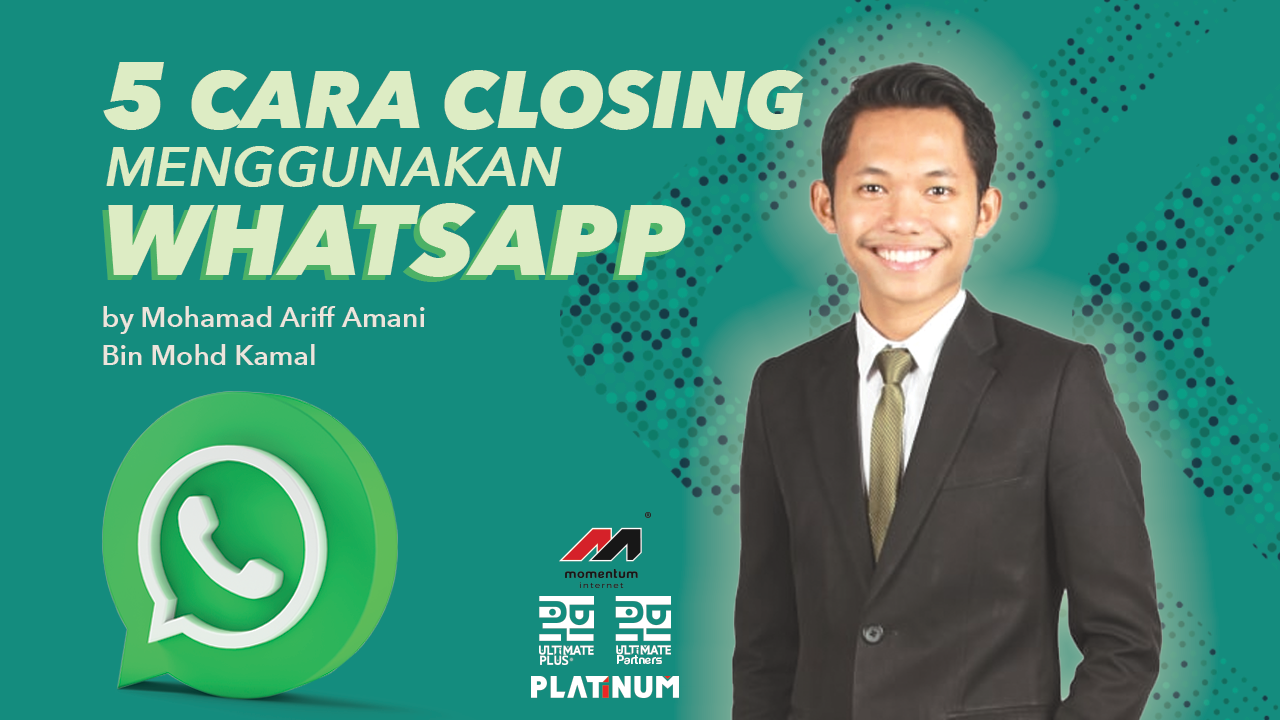 5 CARA CLOSING
MENGGUNAKAN
WHATSAPP
by Mohamad Ariff Amani
Bin Mohd Kamal
®
momentum
internet
ULTiMATE
PLUS+
ULTiMATE
Partners
PLATiNUM